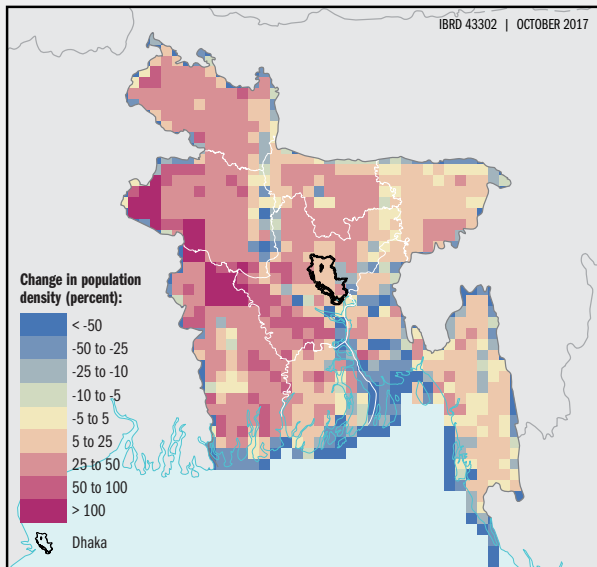 IBRD 43302 | OCTOBER 2017
Change in population
density (percent):
< -50
-50 to -25
-25 to -10
-10 to -5
-5 to 5
5 to 25
25 to 50
50 to 100
> 100
Dhaka